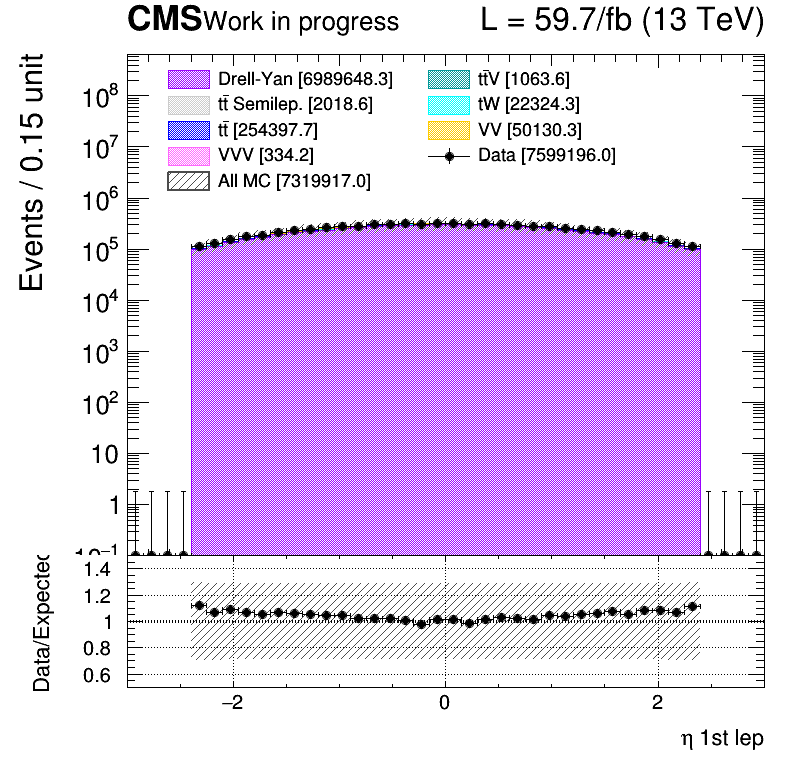 CMS Work in progress L = 59.7/fb (13 TeV)
Events / 0.15 unit
Drell-Yan [6989648.3]
tt̄V [1063.6]
tt̄ Semilep. [2018.6]
tW [22324.3]
tt̄ [254397.7]
VV [50130.3]
VVV [334.2]
Data [7599196.0]
All MC [7319917.0]
10⁸
10⁷
10⁶
10⁵
10⁴
10³
10²
10
1
10⁻¹
Data/Expected
1.4
1.2
1
0.8
0.6
−2 0 2
η 1st lep